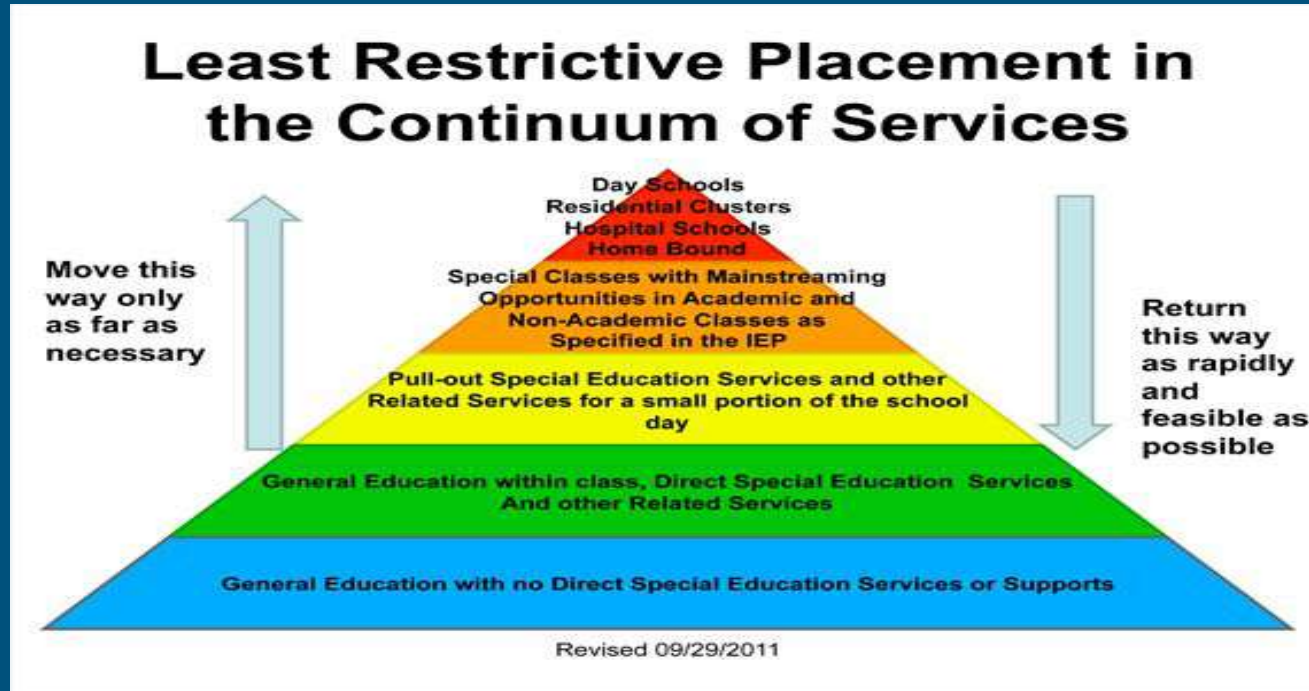 Least Restrictive Placement in
the Continuum of Services
Day Schools
Residential Clusters
Hospital Schools
Home Bound
Move this
way only
as far as
necessary
Special Classes with Mainstreaming
Opportunities in Academic and
Non-Academic Classes as
Specified in the IEP
Return
this way
as rapidly
and
feasible as
possible
Pull-out Special Education Services and other
Related Services for a small portion of the school
day
General Education within class, Direct Special Education Services
And other Related Services
General Education with no Direct Special Education Services or Supports
Revised 09/29/2011